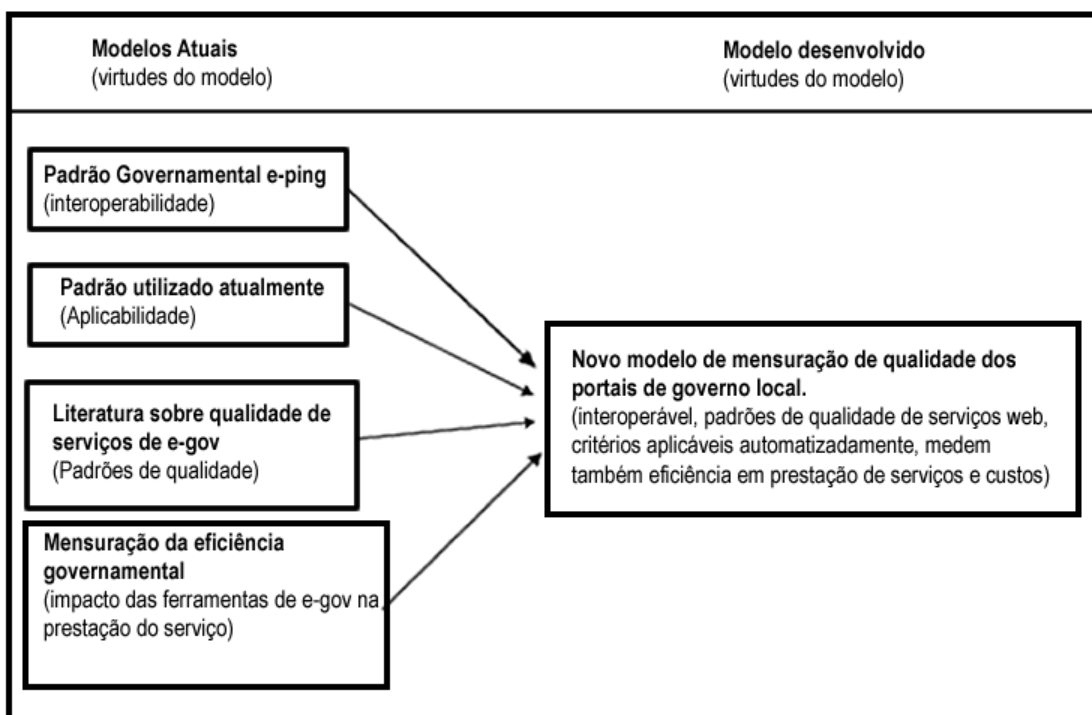 Modelos Atuais
(virtudes do modelo)
Modelo desenvolvido
(virtudes do modelo)
Padrão Governamental e-ping
(interoperabilidade)
Padrão utilizado atualmente
(Aplicabilidade)
Literatura sobre qualidade de
serviços de e-gov
(Padrões de qualidade)
Mensuração da eficiência
governamental
(impacto das ferramentas de e-gov na
prestação do serviço)
Novo modelo de mensuração de qualidade dos
portais de governo local.
(interoperável, padrões de qualidade de serviços web,
critérios aplicáveis automatizadamente, medem
também eficiência em prestação de serviços e custos)